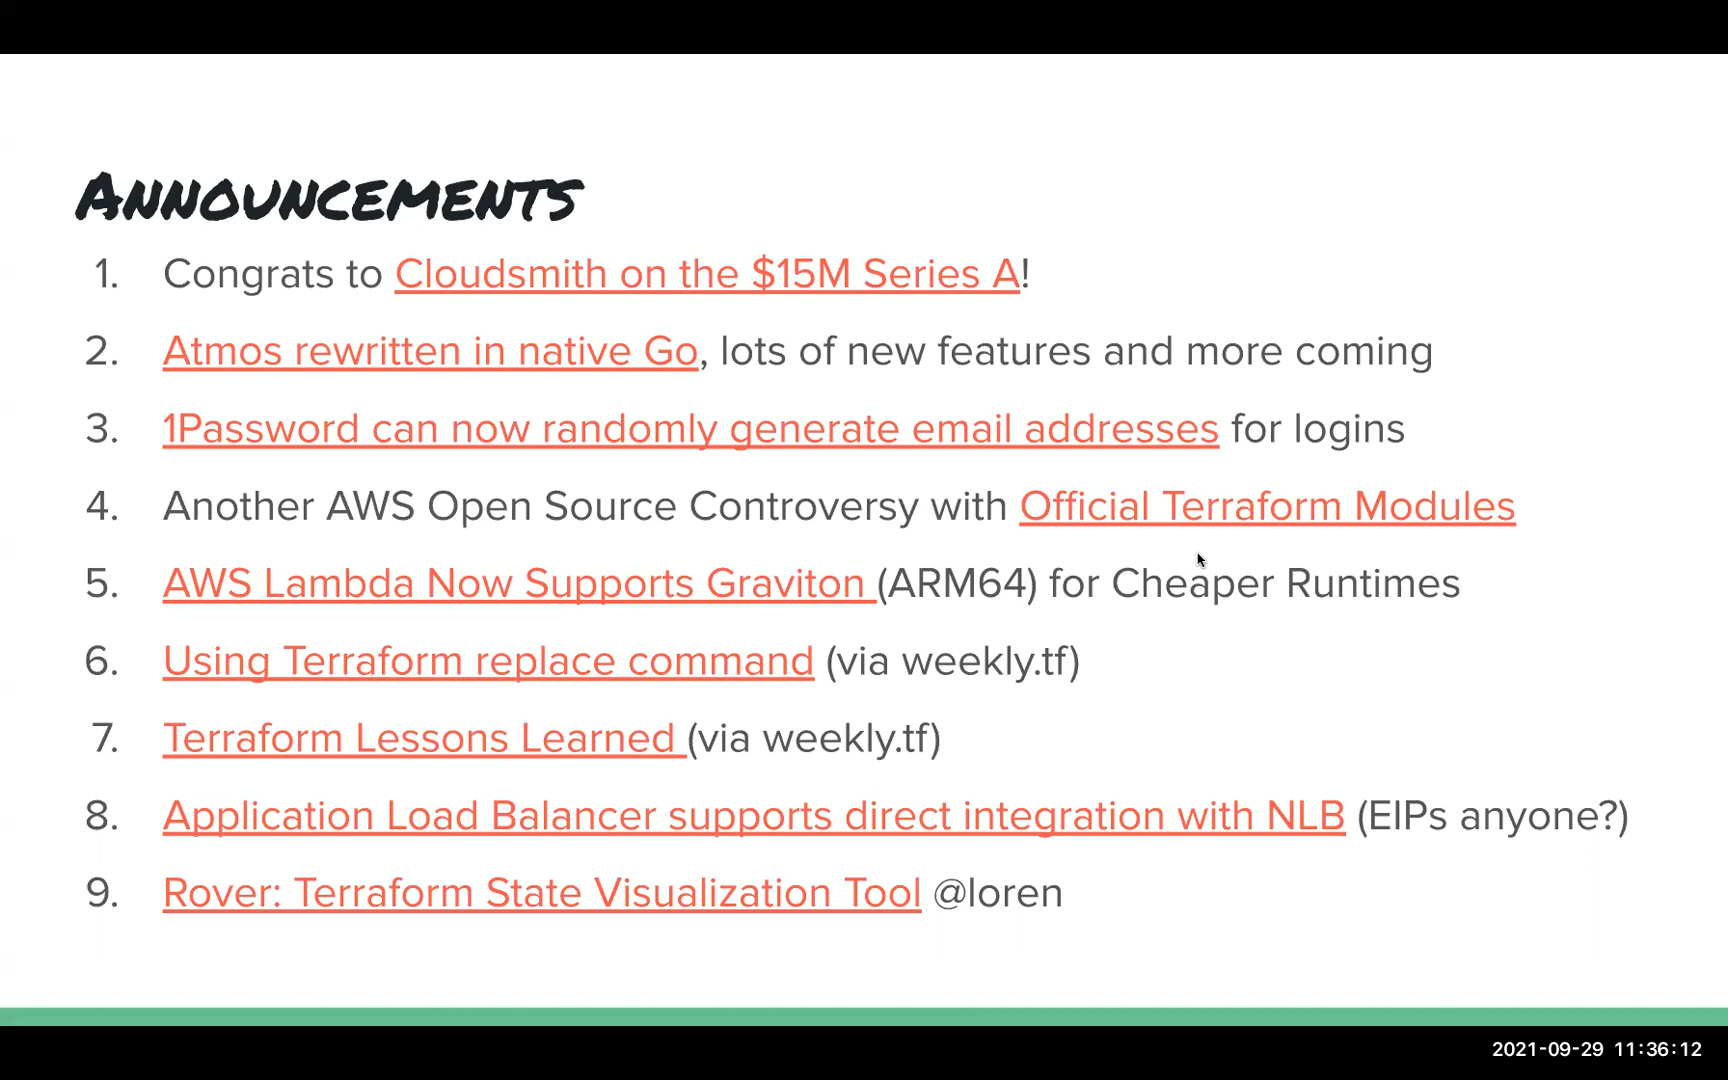 ANNOUNCEMENTS
1. Congrats to Cloudsmith on the $15M Series A!
2. Atmos rewritten in native Go, lots of new features and more coming
3. 1Password can now randomly generate email addresses for logins
4. Another AWS Open Source Controversy with Official Terraform Modules
5. AWS Lambda Now Supports Graviton (ARM64) for Cheaper Runtimes
6. Using Terraform replace command (via weekly.tf)
7. Terraform Lessons Learned (via weekly.tf)
8. Application Load Balancer supports direct integration with NLB (EIPs anyone?)
9. Rover: Terraform State Visualization Tool @loren
2021-09-29 11:36:12